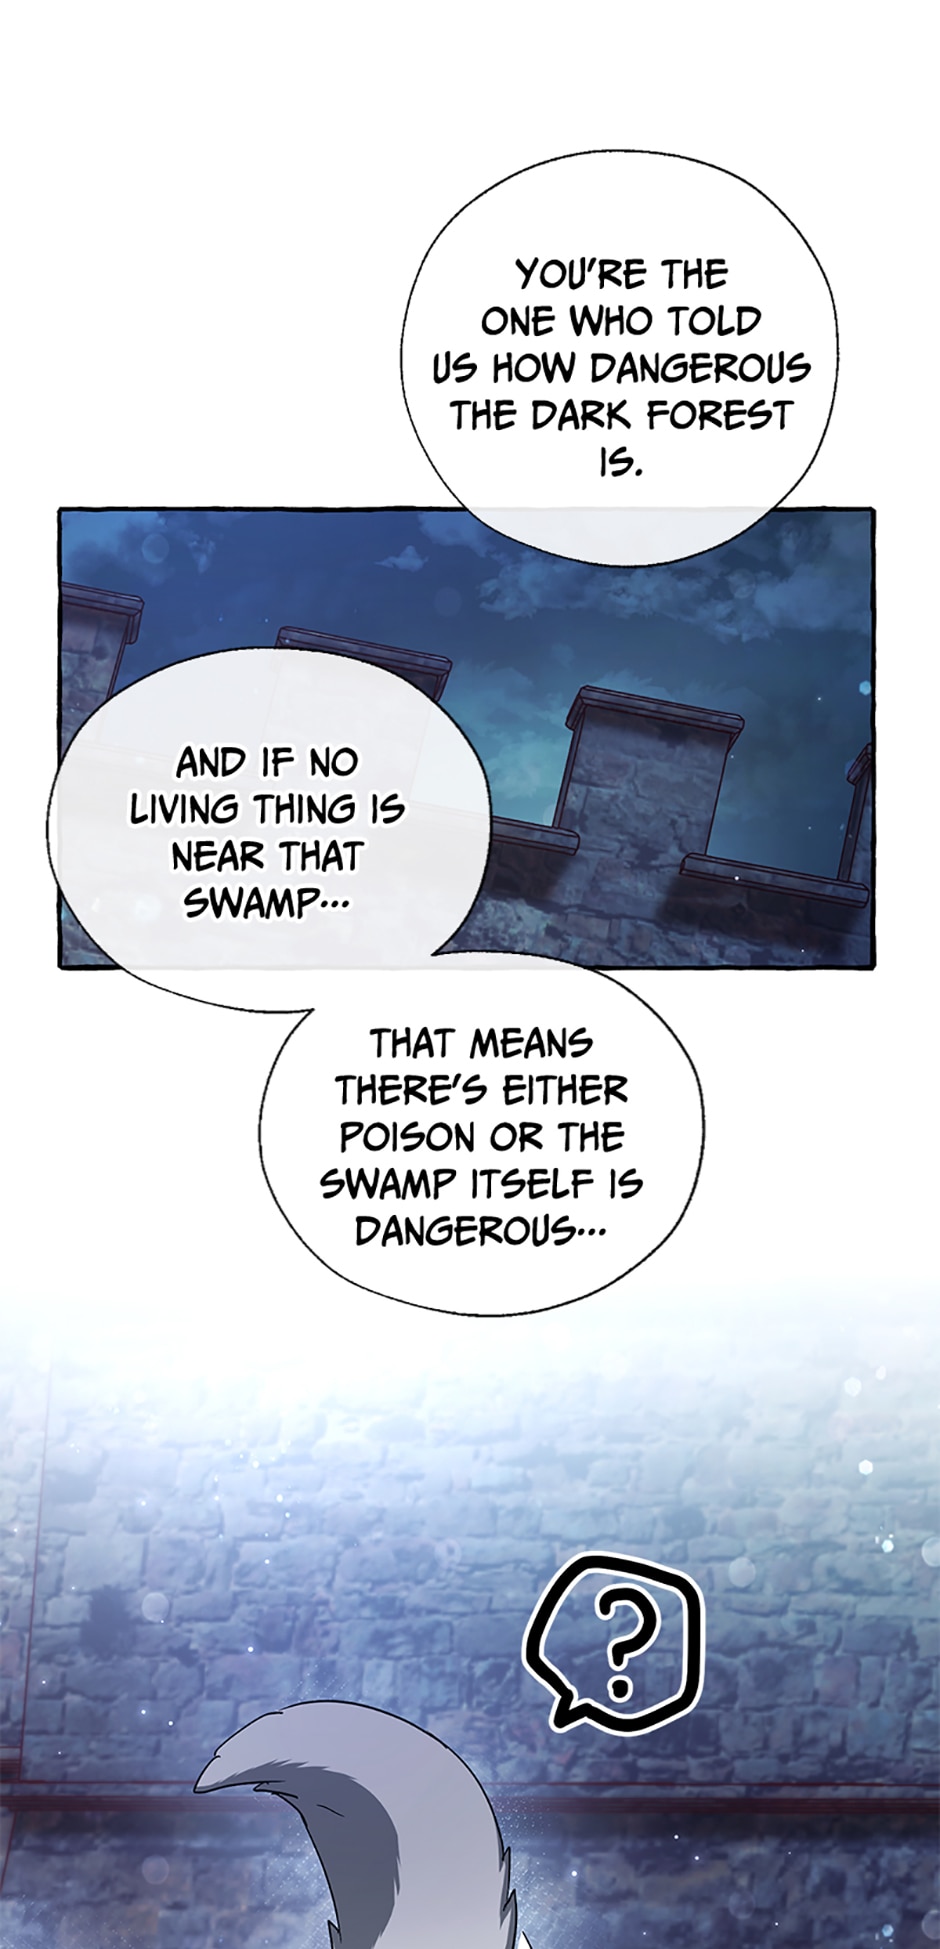 YOU'RE THE
ONE WHO TOLD
US HOW DANGEROUS
THE DARK FOREST
IS.
AND IF NO
LIVING THING IS
NEAR THAT
SWAMP...
THAT MEANS
THERE'S EITHER
POISON OR THE
SWAMP ITSELF IS
DANGEROUS...
?